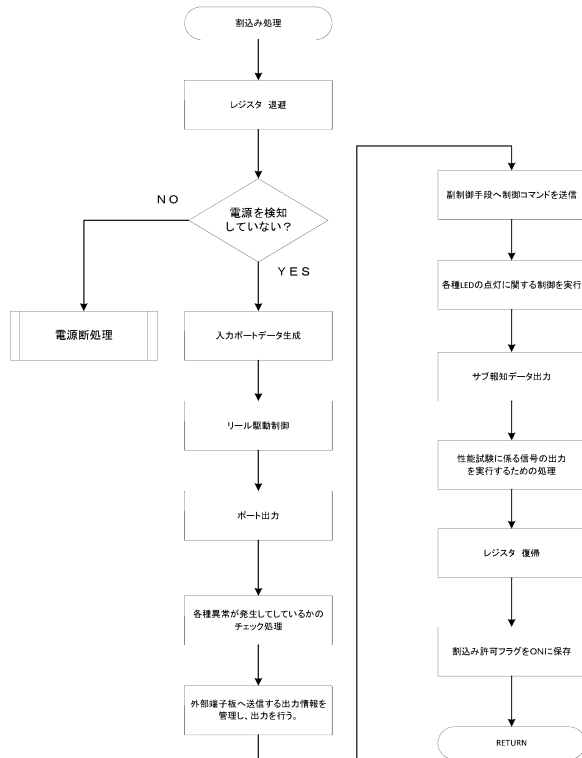 割込み処理
レジスタ 退避
電源を検知
していない？
NO
YES
電源断処理
入力ポートデータ生成
リール駆動制御
ポート出力
各種異常が発生してしているかの
チェック処理
外部端子板へ送信する出力情報を
管理し、出力を行う。
副制御手段へ制御コマンドを送信
各種LEDの点灯に関する制御を実行
サブ報知データ出力
性能試験に係る信号の出力
を実行するための処理
レジスタ 復帰
割込み許可フラグをONに保存
RETURN